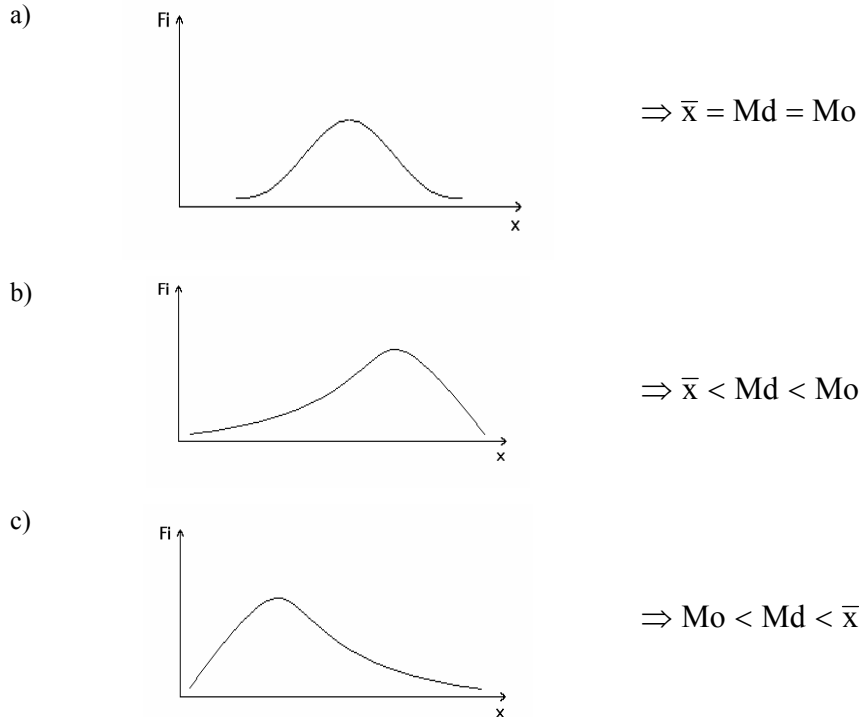 a)
Fi
⇒ x̅ = Md = Mo
x
b)
Fi
⇒ x̅ < Md < Mo
x
c)
Fi
⇒ Mo < Md < x̅
x